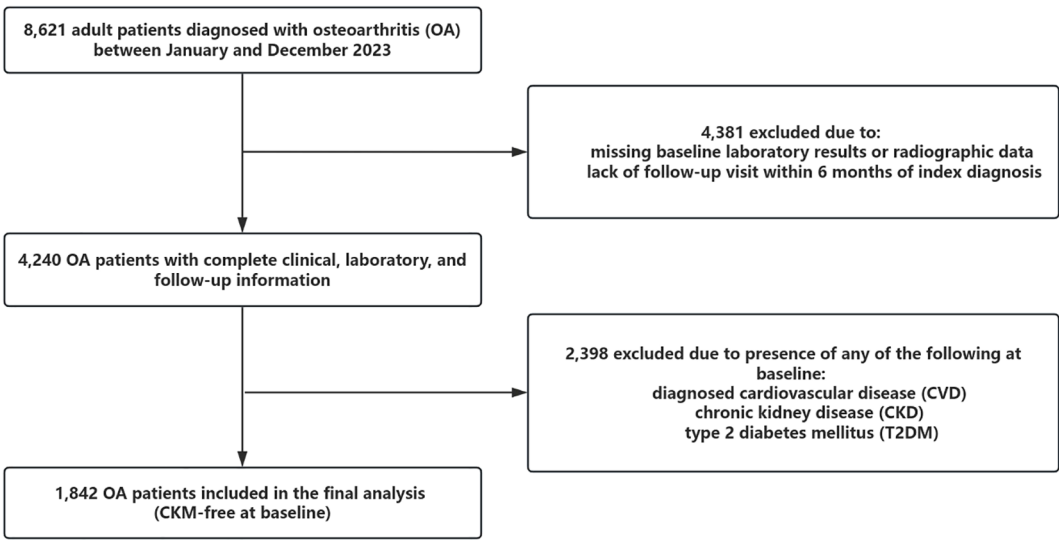 8,621 adult patients diagnosed with osteoarthritis (OA)
between January and December 2023
4,381 excluded due to:
missing baseline laboratory results or radiographic data
lack of follow-up visit within 6 months of index diagnosis
4,240 OA patients with complete clinical, laboratory, and
follow-up information
2,398 excluded due to presence of any of the following at
baseline:
diagnosed cardiovascular disease (CVD)
chronic kidney disease (CKD)
type 2 diabetes mellitus (T2DM)
1,842 OA patients included in the final analysis
(CKM-free at baseline)